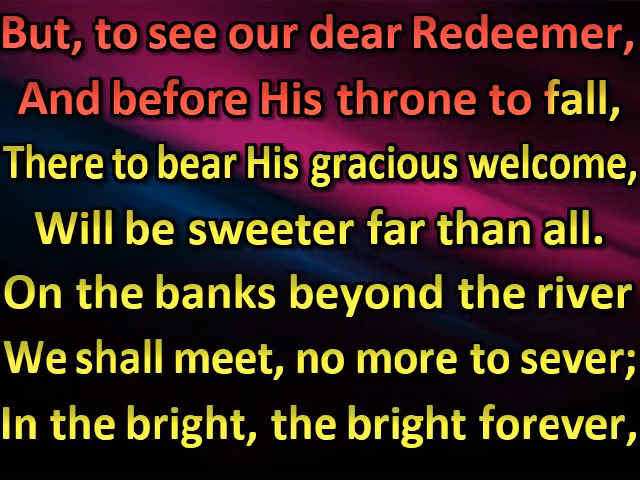 But, to see our dear Redeemer,
And before His throne to fall,
There to bear His gracious welcome,
Will be sweeter far than all.
On the banks beyond the river
We shall meet, no more to sever;
In the bright, the bright forever,